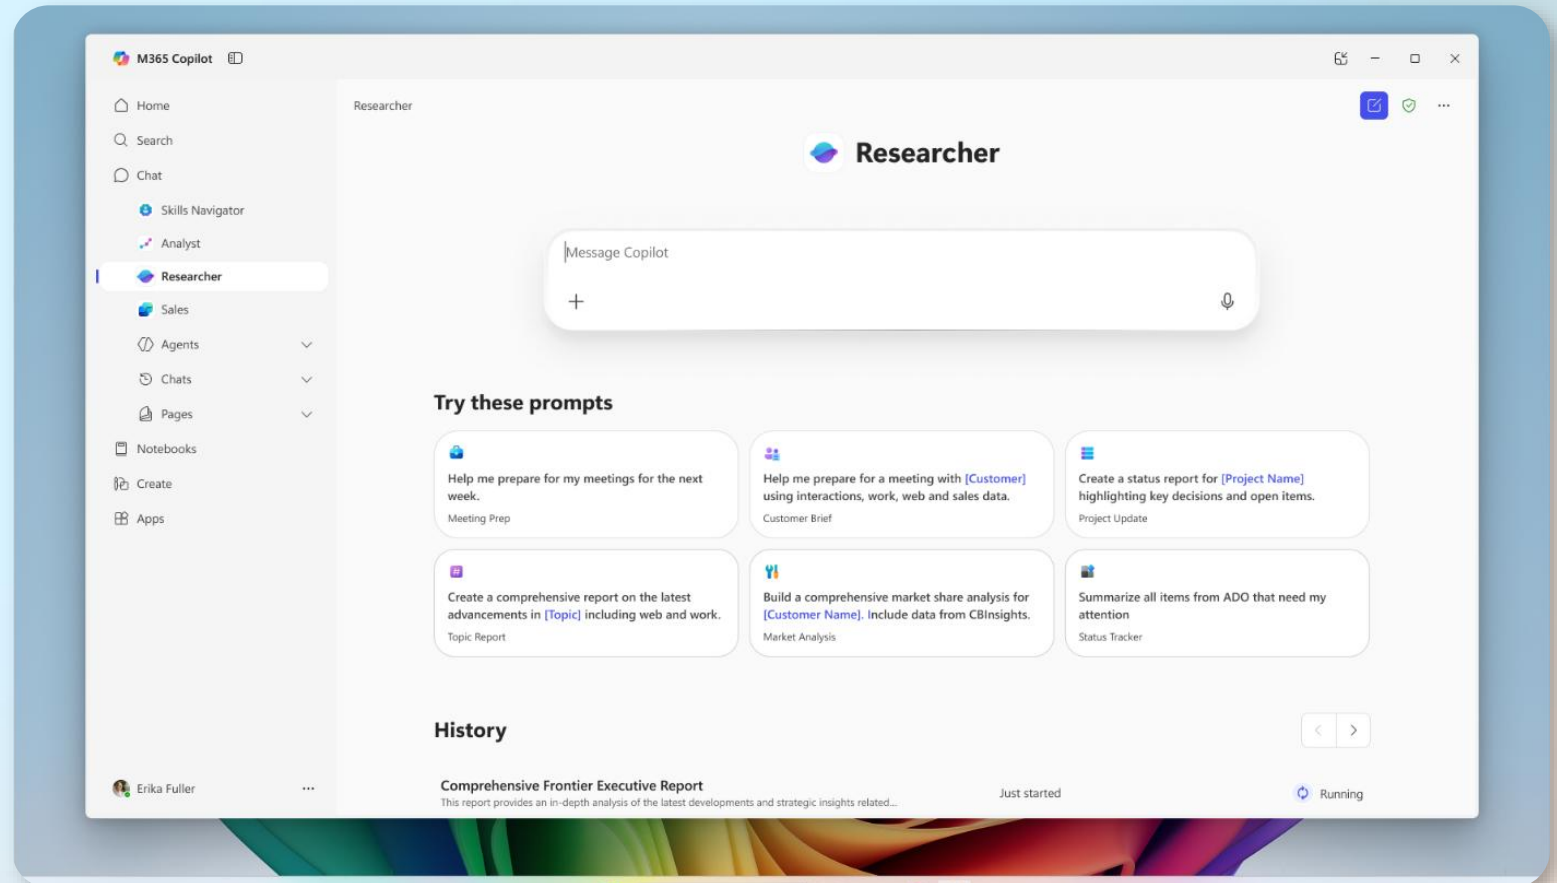 M365 Copilot
Home
Search
Chat
Skills Navigator
Analyst
Researcher
Sales
Agents
Chats
Pages
Notebooks
Create
Apps
Erika Fuller
Researcher
Researcher
Message Copilot
Try these prompts
Help me prepare for my meetings for the next
week.
Meeting Prep
Help me prepare for a meeting with [Customer]
using interactions, work, web and sales data.
Customer Brief
Create a status report for [Project Name]
highlighting key decisions and open items.
Project Update
Create a comprehensive report on the latest
advancements in [Topic] including web and work.
Topic Report
Build a comprehensive market share analysis for
[Customer Name]. Include data from CBInsights.
Market Analysis
Summarize all items from ADO that need my
attention
Status Tracker
History
Comprehensive Frontier Executive Report
This report provides an in-depth analysis of the latest developments and strategic insights related...
Just started
Running